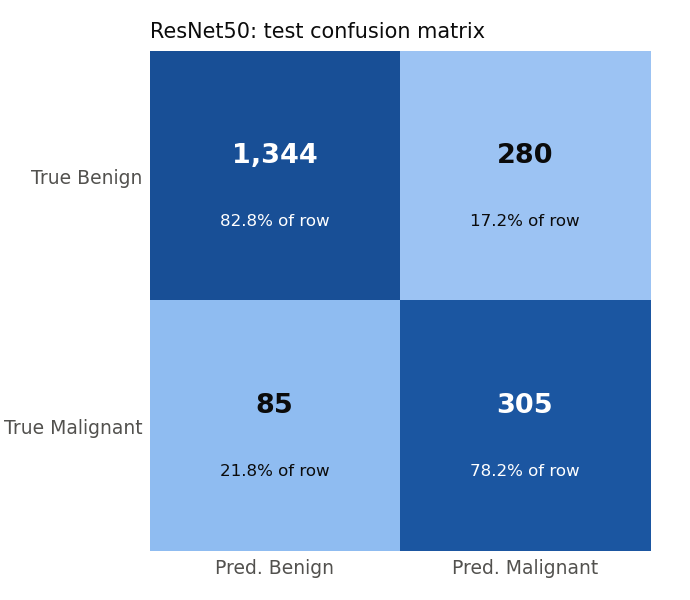 ResNet50: test confusion matrix
True Benign
1,344
280
82.8% of row
17.2% of row
True Malignant
85
305
21.8% of row
78.2% of row
Pred. Benign
Pred. Malignant